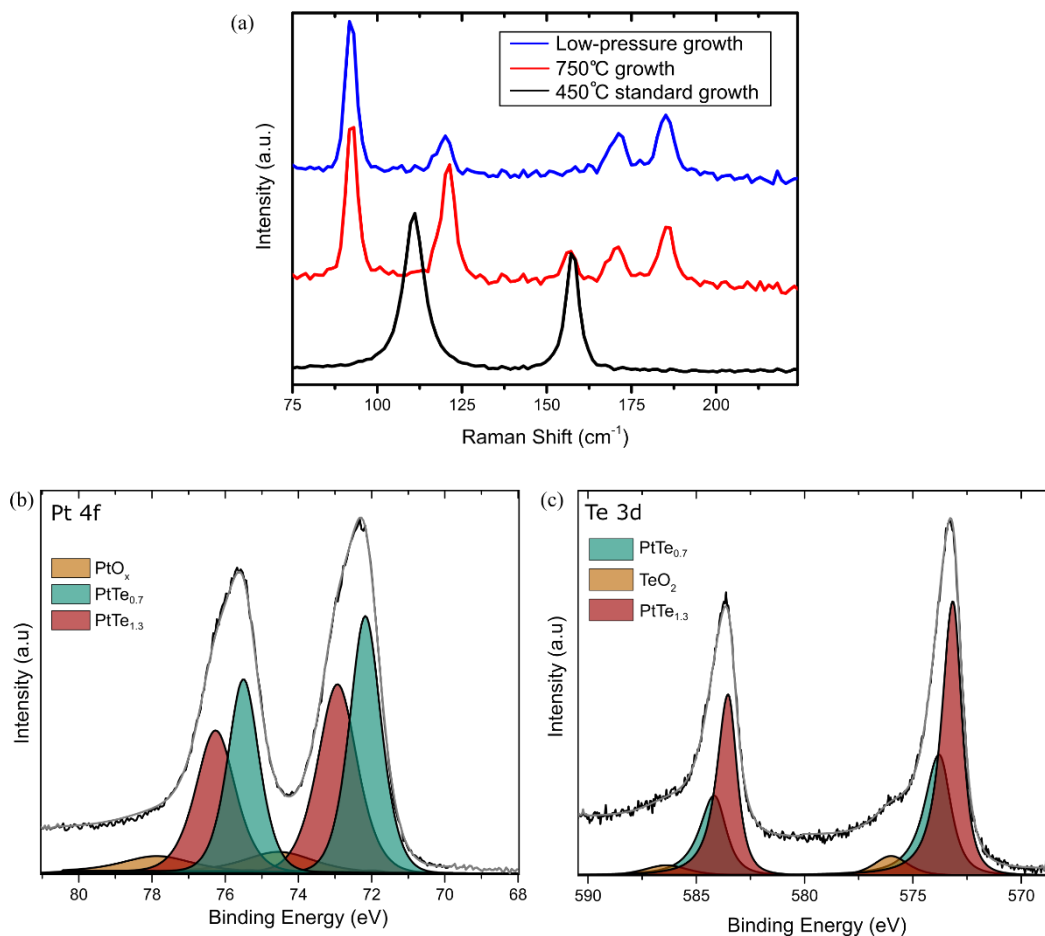 (a)
Low-pressure growth
750℃ growth
450℃ standard growth
Intensity (a.u.)
75 100 125 150 175 200
Raman Shift (cm⁻¹)
(b)
Pt 4f
PtOₓ
PtTe₀.₇
PtTe₁.₃
Intensity (a.u)
80 78 76 74 72 70 68
Binding Energy (eV)
(c)
Te 3d
PtTe₀.₇
TeO₂
PtTe₁.₃
Intensity (a.u)
590 585 580 575 570
Binding Energy (eV)